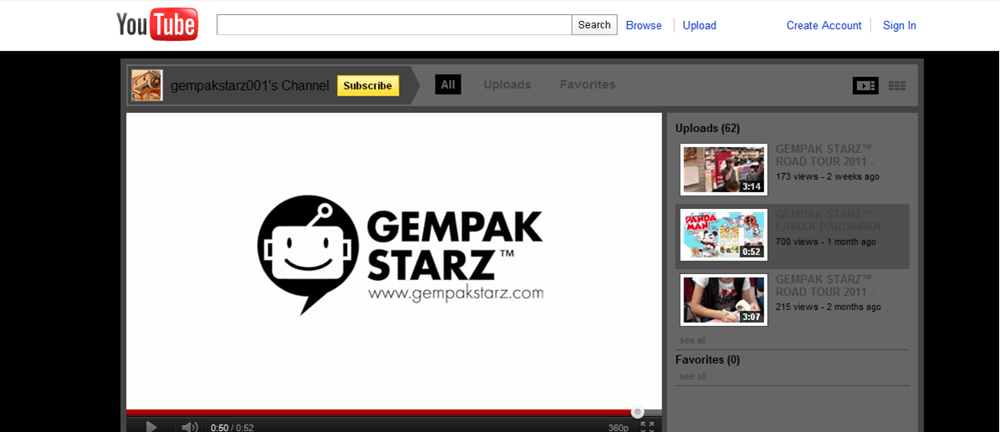 YouTube
Search
Browse
Upload
Create Account
Sign In
gempakstarz001's Channel
Subscribe
All
Uploads
Favorites
GEMPAK
STARZ™
www.gempakstarz.com
0:50 / 0:52
360p
Uploads (62)
3:14
GEMPAK STARZ™
ROAD TOUR 2011 -
173 views - 2 weeks ago
PANDA
MAN
0:52
GEMPAK STARZ™ -
LAWAK PANDAMAN
700 views - 1 month ago
3:07
GEMPAK STARZ™
ROAD TOUR 2011 -
215 views - 2 months ago
see all
Favorites (0)
see all